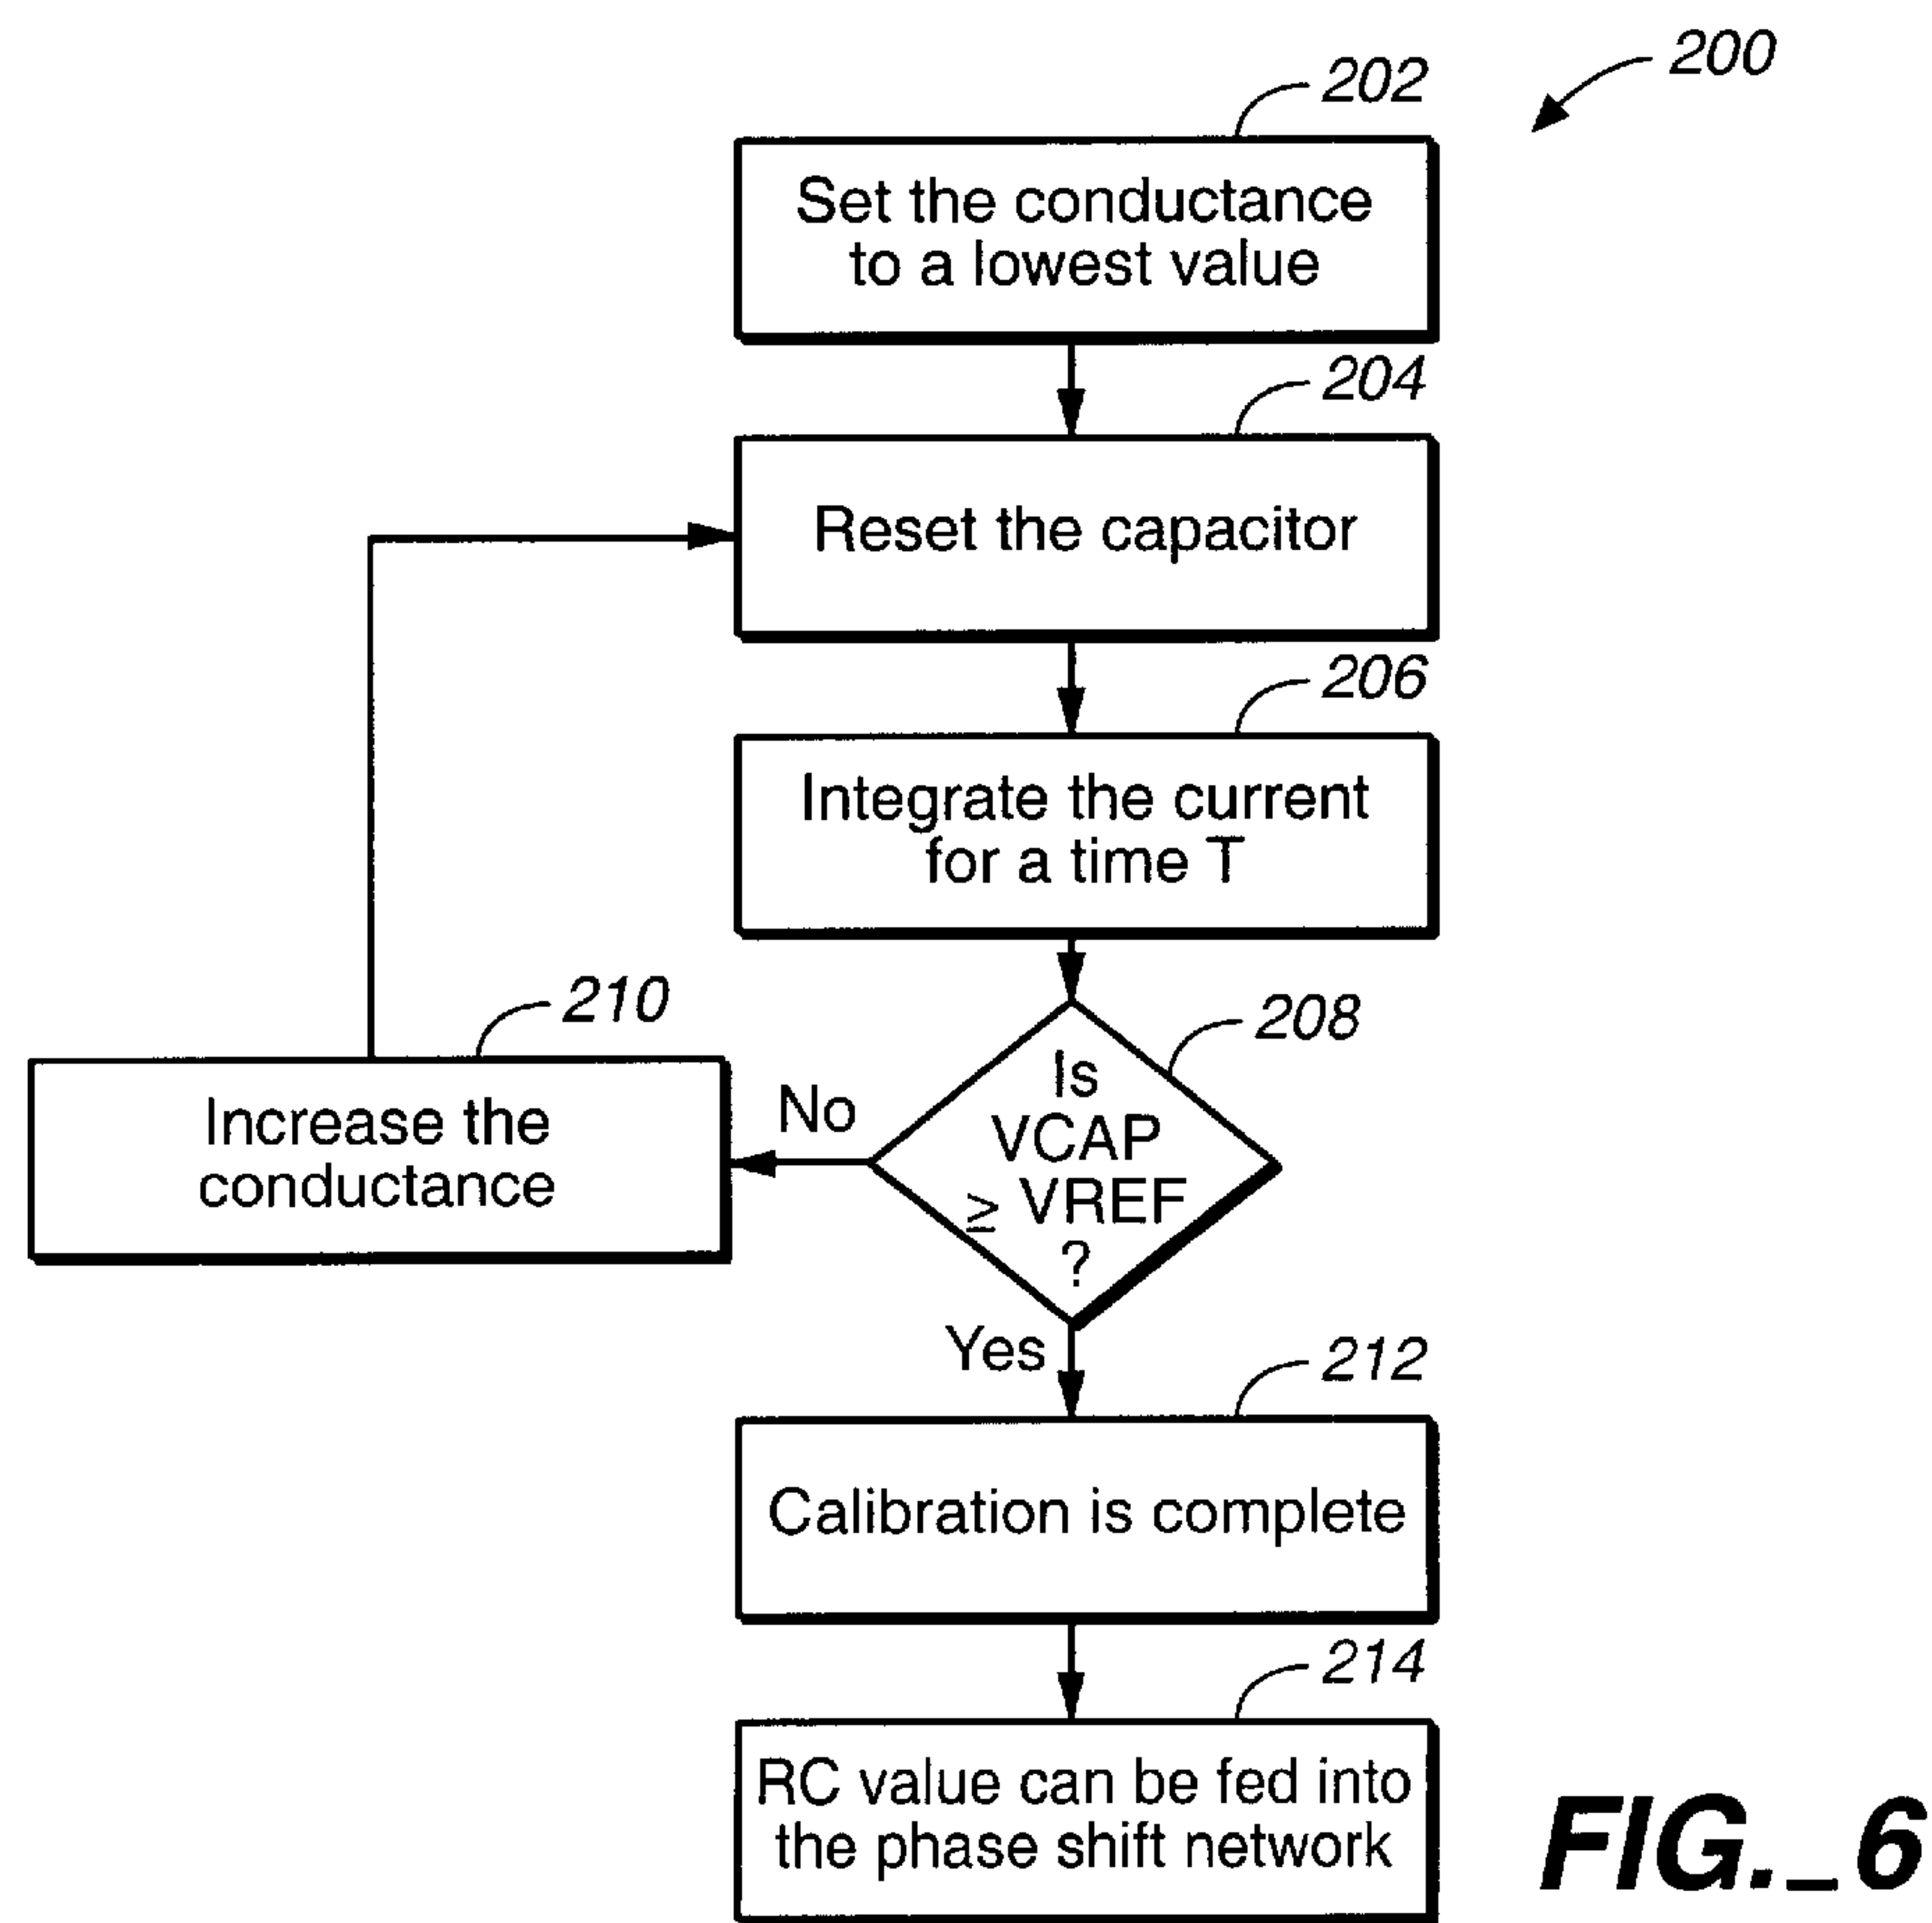 200
202
Set the conductance
to a lowest value
204
Reset the capacitor
206
Integrate the current
for a time T
210
208
Increase the
conductance
No
Is
VCAP
≥ VREF
?
Yes
212
Calibration is complete
214
RC value can be fed into
the phase shift network
FIG._6